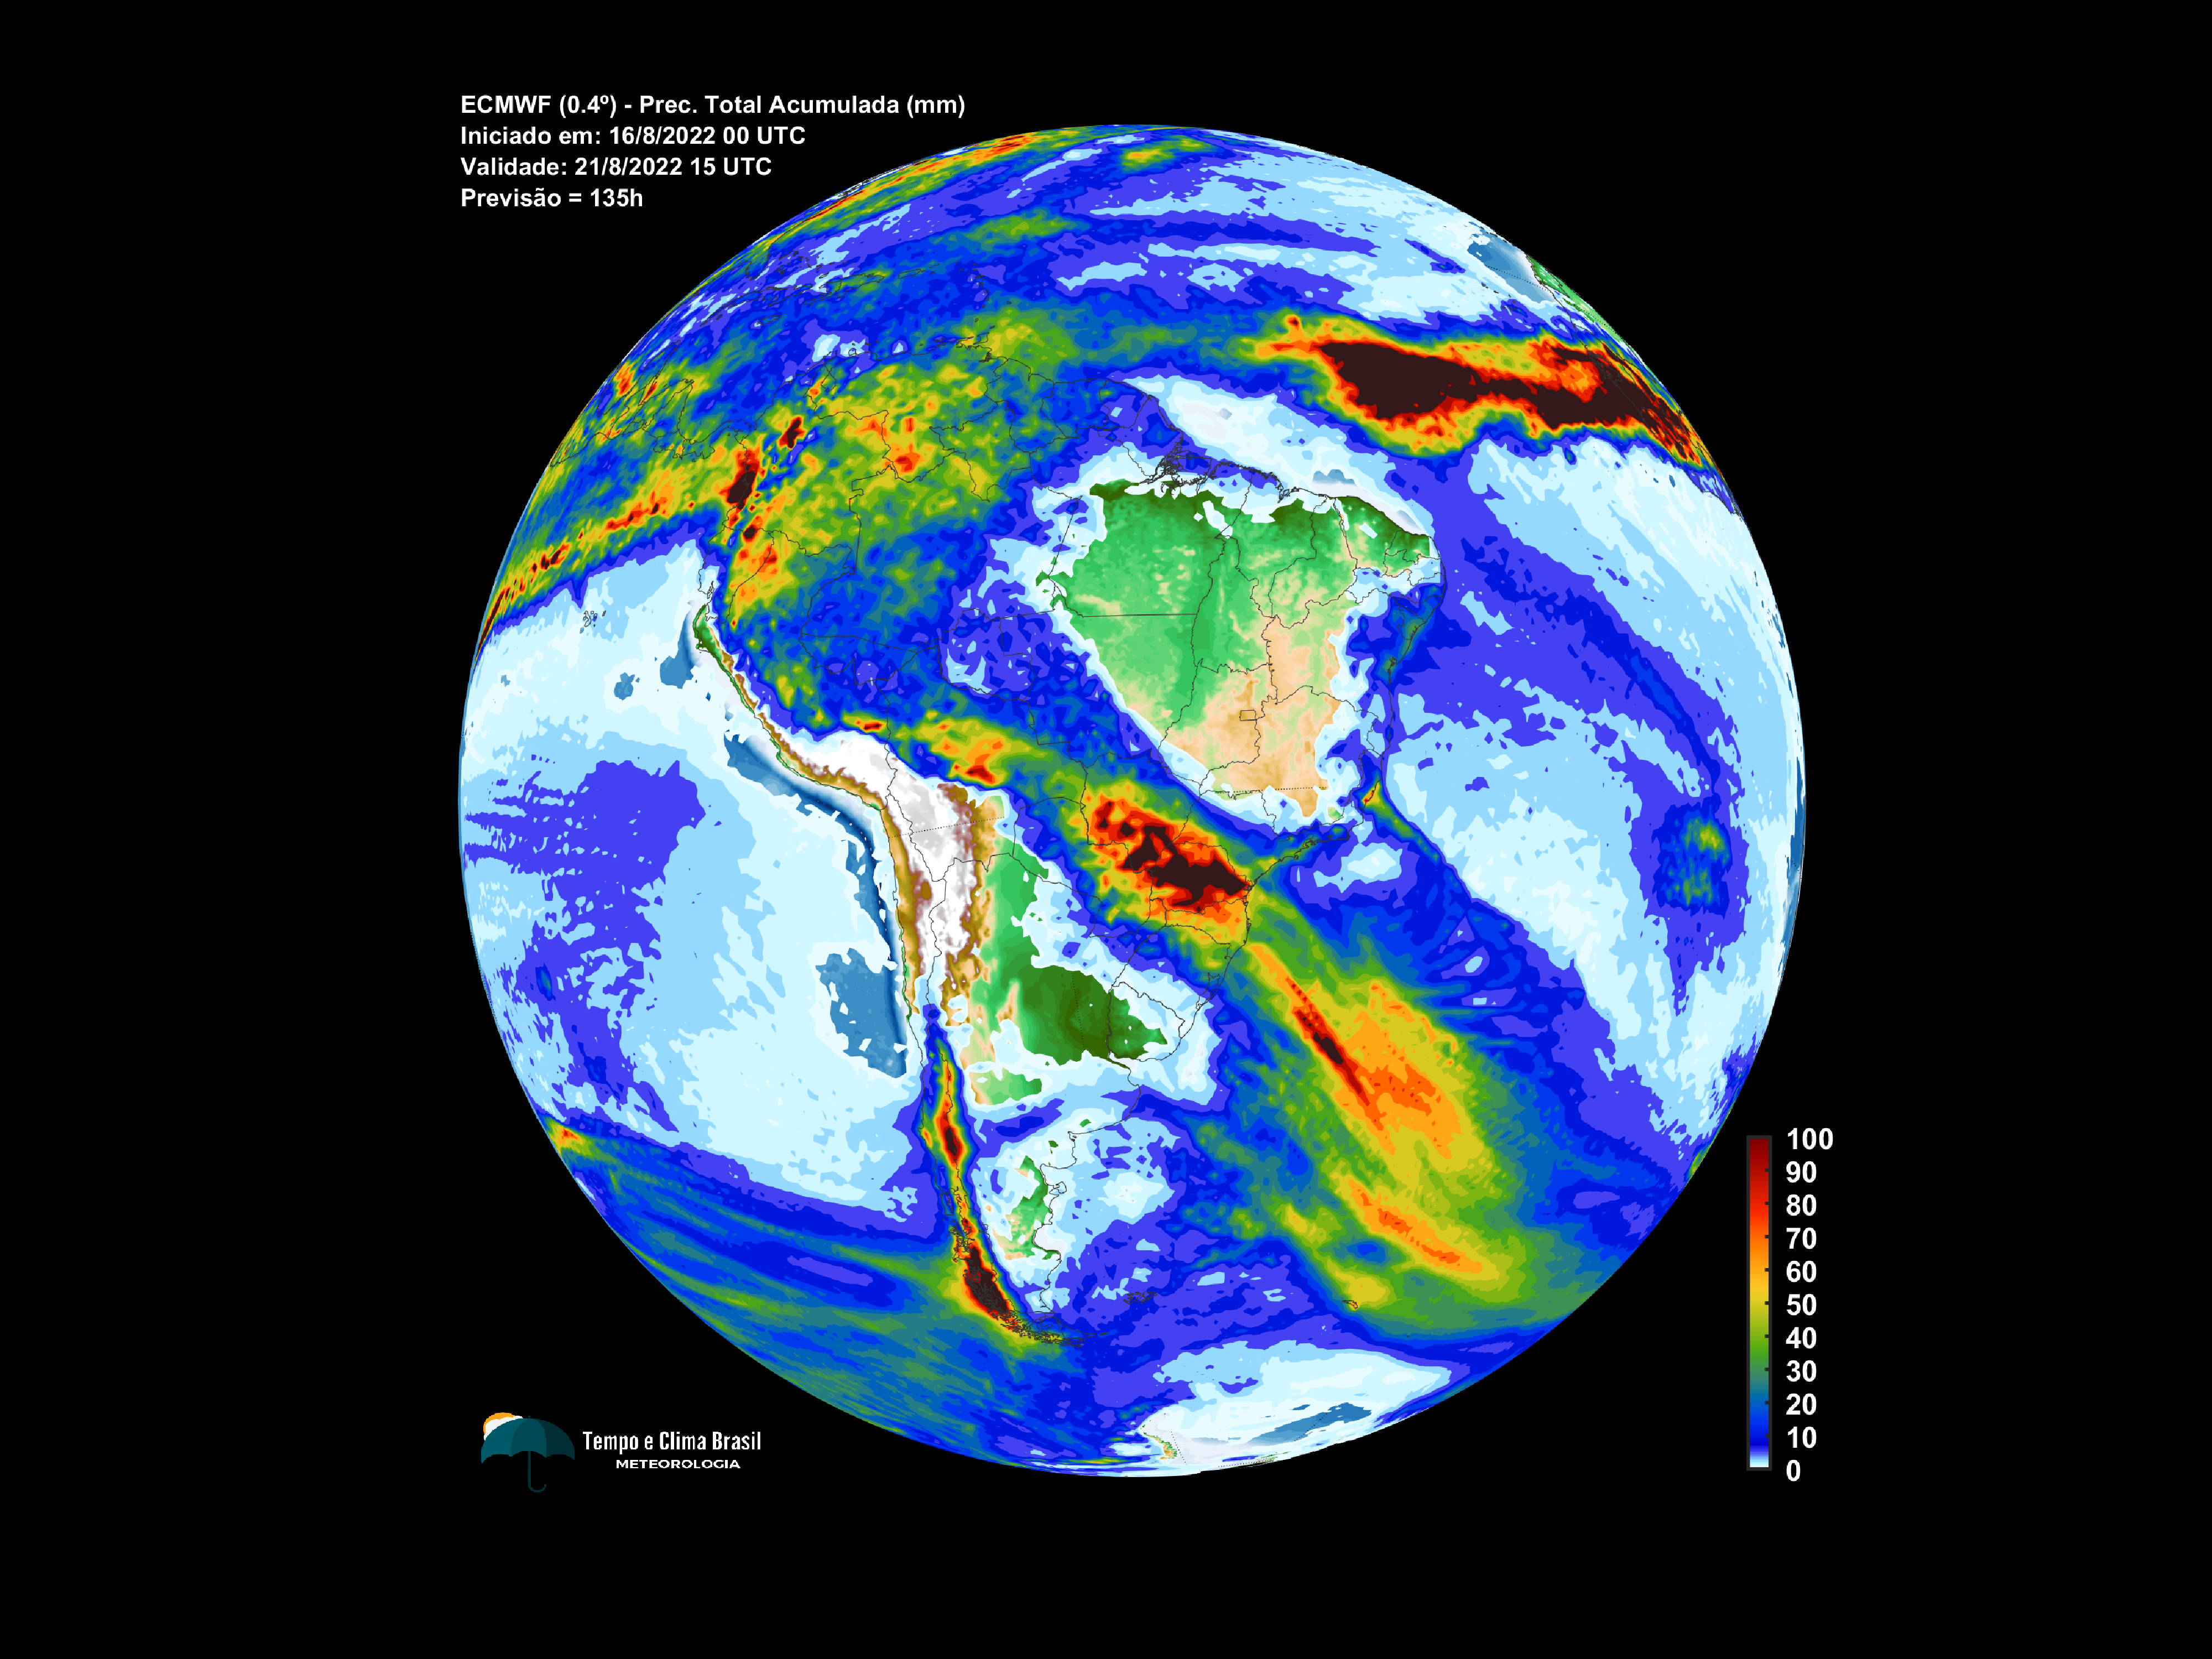 ECMWF (0.4º) - Prec. Total Acumulada (mm)
Iniciado em: 16/8/2022 00 UTC
Validade: 21/8/2022 15 UTC
Previsão = 135h
100
90
80
70
60
50
40
30
20
10
0
Tempo e Clima Brasil
METEOROLOGIA